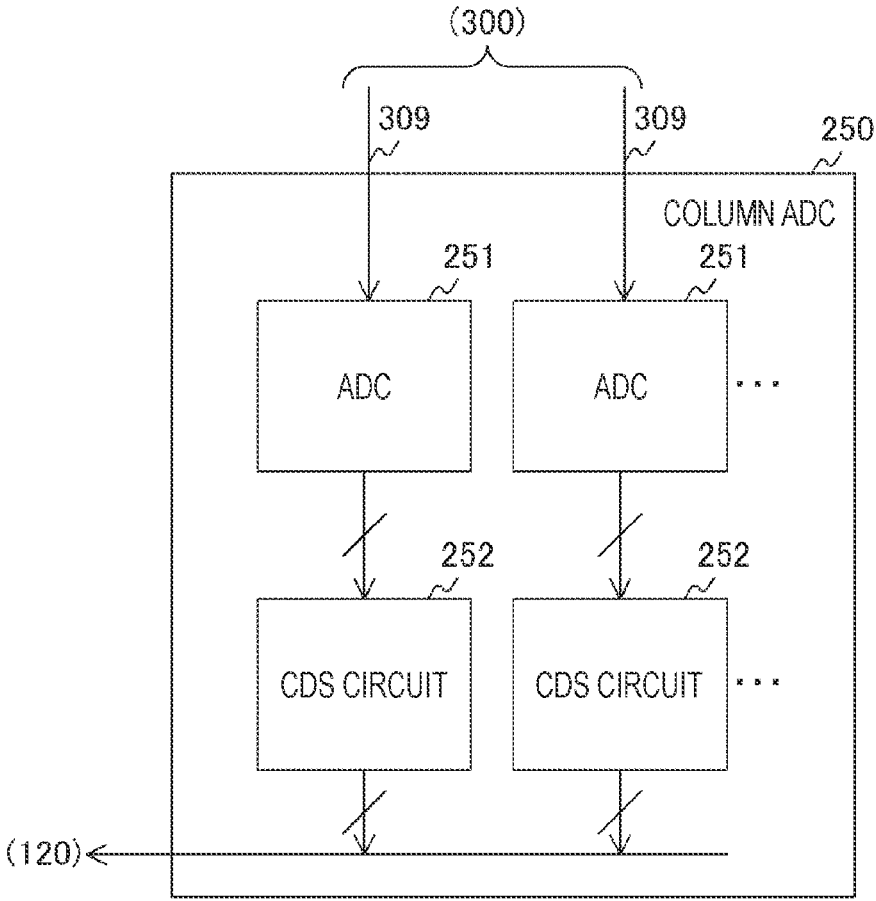 (300)
309 309
250
COLUMN ADC
251 251
ADC ADC ...
252 252
CDS CIRCUIT CDS CIRCUIT ...
(120)